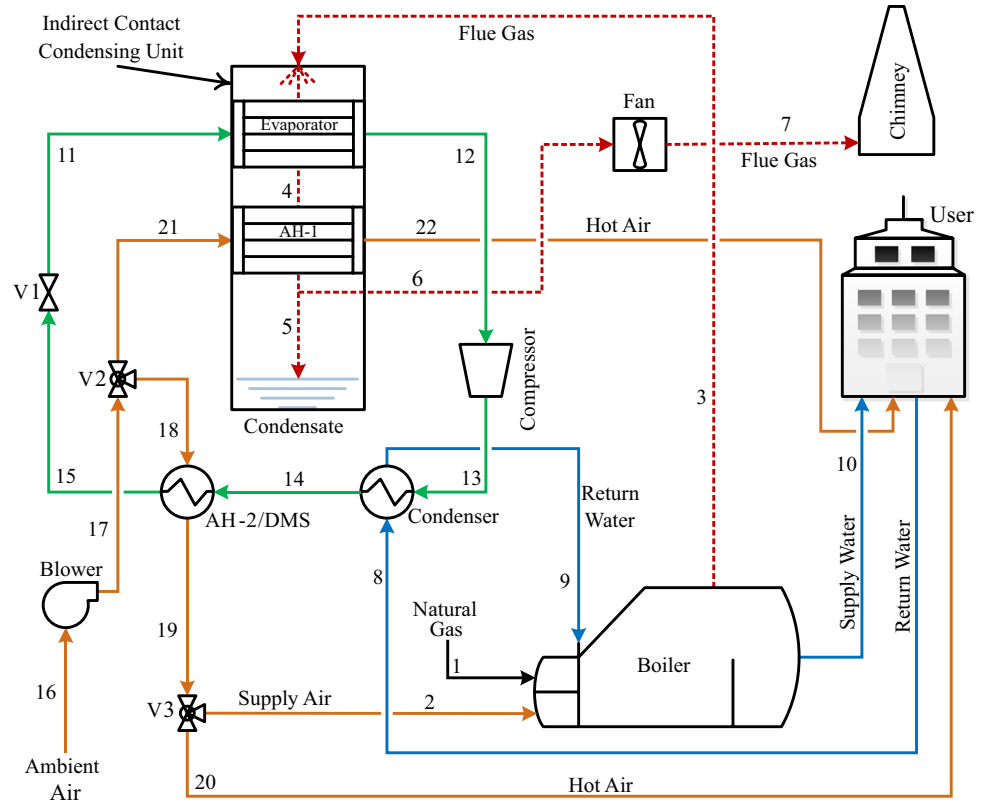 Indirect Contact
Condensing Unit
Flue Gas
Fan
7
Flue Gas
Chimney
11
Evaporator
12
4
21
AH-1
22
Hot Air
User
6
V1
5
V2
Compressor
3
Condensate
18
10
15
14
13
Return
Water
AH-2/DMS
Condenser
17
Blower
8
9
Supply Water
Return Water
Natural
Gas
19
1
Boiler
16
V3
Supply Air
2
Ambient
Air
20
Hot Air